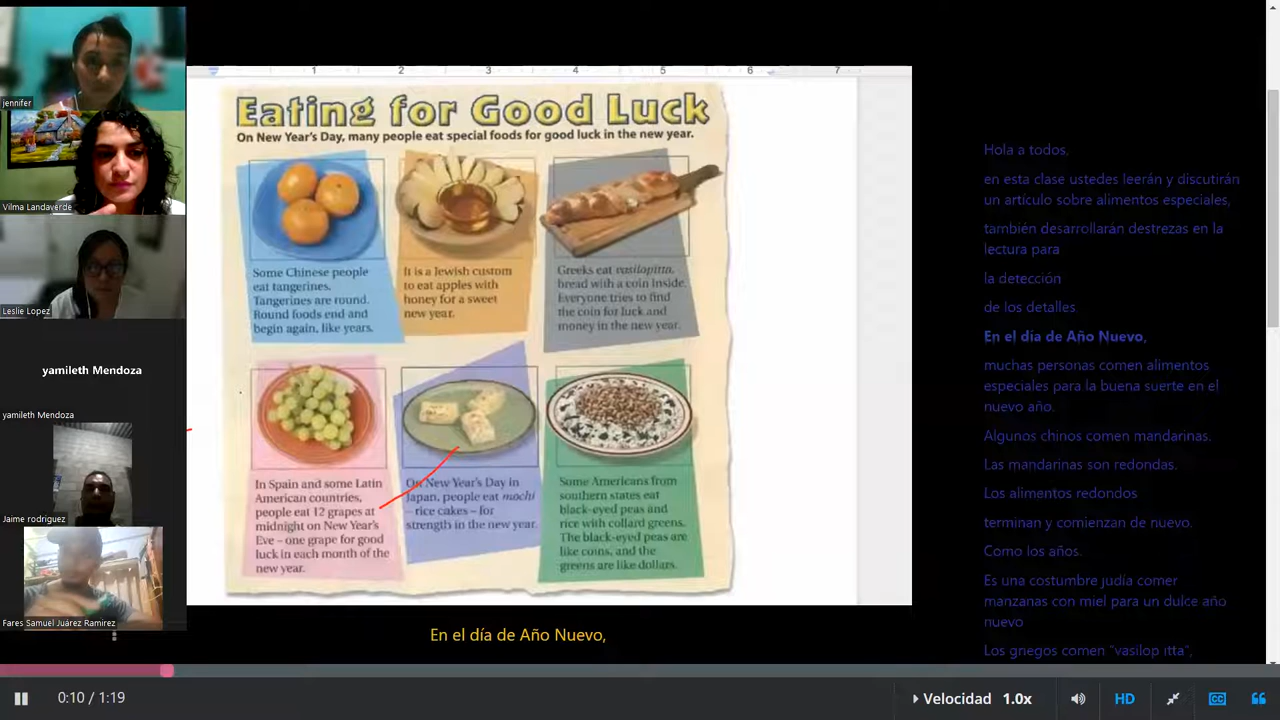 jennifer
Vilma Landaverde
Leslie Lopez
yamileth Mendoza
yamileth Mendoza
Jaime rodriguez
Fares Samuel Juárez Ramirez
1 2 3 4 5 6 7
Eating for Good Luck
On New Year's Day, many people eat special foods for good luck in the new year.
Some Chinese people
eat tangerines.
Tangerines are round.
Round foods end and
begin again, like years.
It is a Jewish custom
to eat apples with
honey for a sweet
new year.
Greeks eat vasilopitta,
bread with a coin inside.
Everyone tries to find
the coin for luck and
money in the new year.
In Spain and some Latin
American countries,
people eat 12 grapes at
midnight on New Year's
Eve – one grape for good
luck in each month of the
new year.
On New Year's Day in
Japan, people eat mochi
– rice cakes – for
strength in the new year.
Some Americans from
southern states eat
black-eyed peas and
rice with collard greens.
The black-eyed peas are
like coins, and the
greens are like dollars.
En el día de Año Nuevo,
Hola a todos,
en esta clase ustedes leerán y discutirán
un artículo sobre alimentos especiales,
también desarrollarán destrezas en la
lectura para
la detección
de los detalles
En el día de Año Nuevo,
muchas personas comen alimentos
especiales para la buena suerte en el
nuevo año.
Algunos chinos comen mandarinas.
Las mandarinas son redondas.
Los alimentos redondos
terminan y comienzan de nuevo.
Como los años.
Es una costumbre judía comer
manzanas con miel para un dulce año
nuevo
Los griegos comen "vasilop itta",
0:10 / 1:19
Velocidad 1.0x
HD
CC